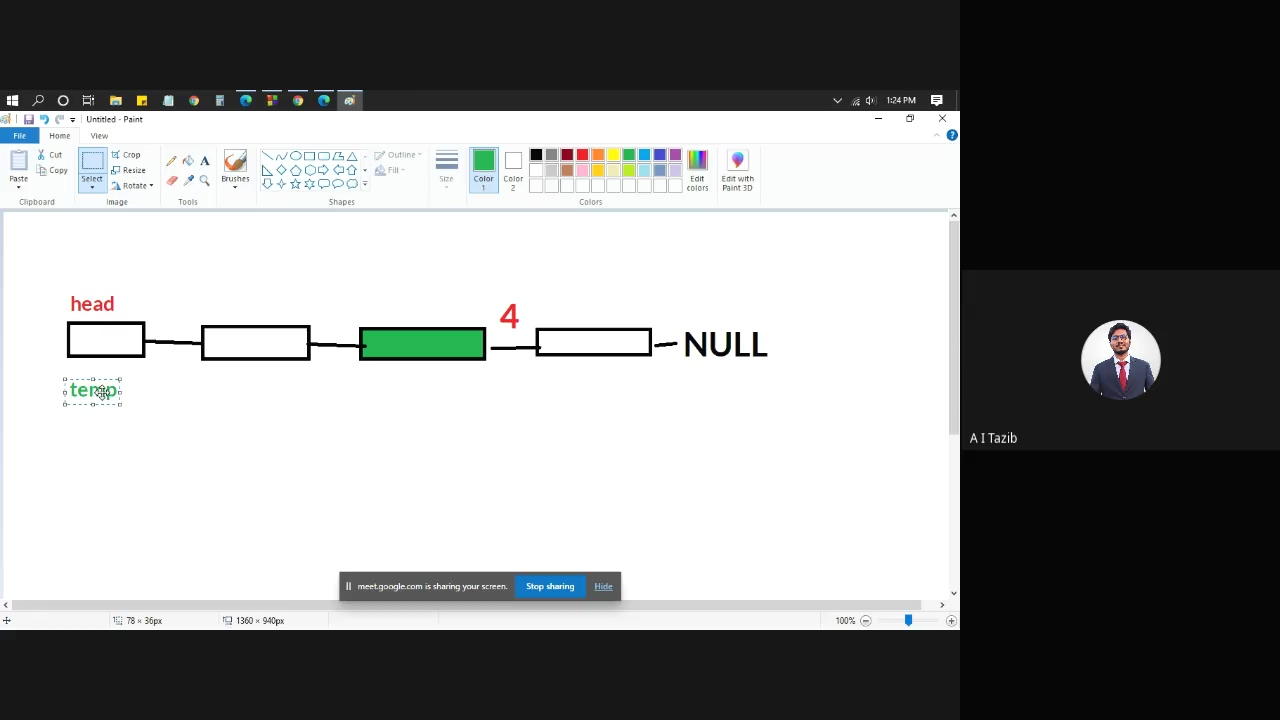 1:24 PM
Untitled - Paint
File Home View
Paste
Cut
Copy
Clipboard
Select
Crop
Resize
Rotate
Image
Tools
Brushes
Shapes
Outline
Fill
Size
Color 1
Color 2
Edit colors
Edit with Paint 3D
Colors
head
4
NULL
temp
A I Tazib
meet.google.com is sharing your screen. Stop sharing Hide
78 × 36px
1360 × 940px
100%